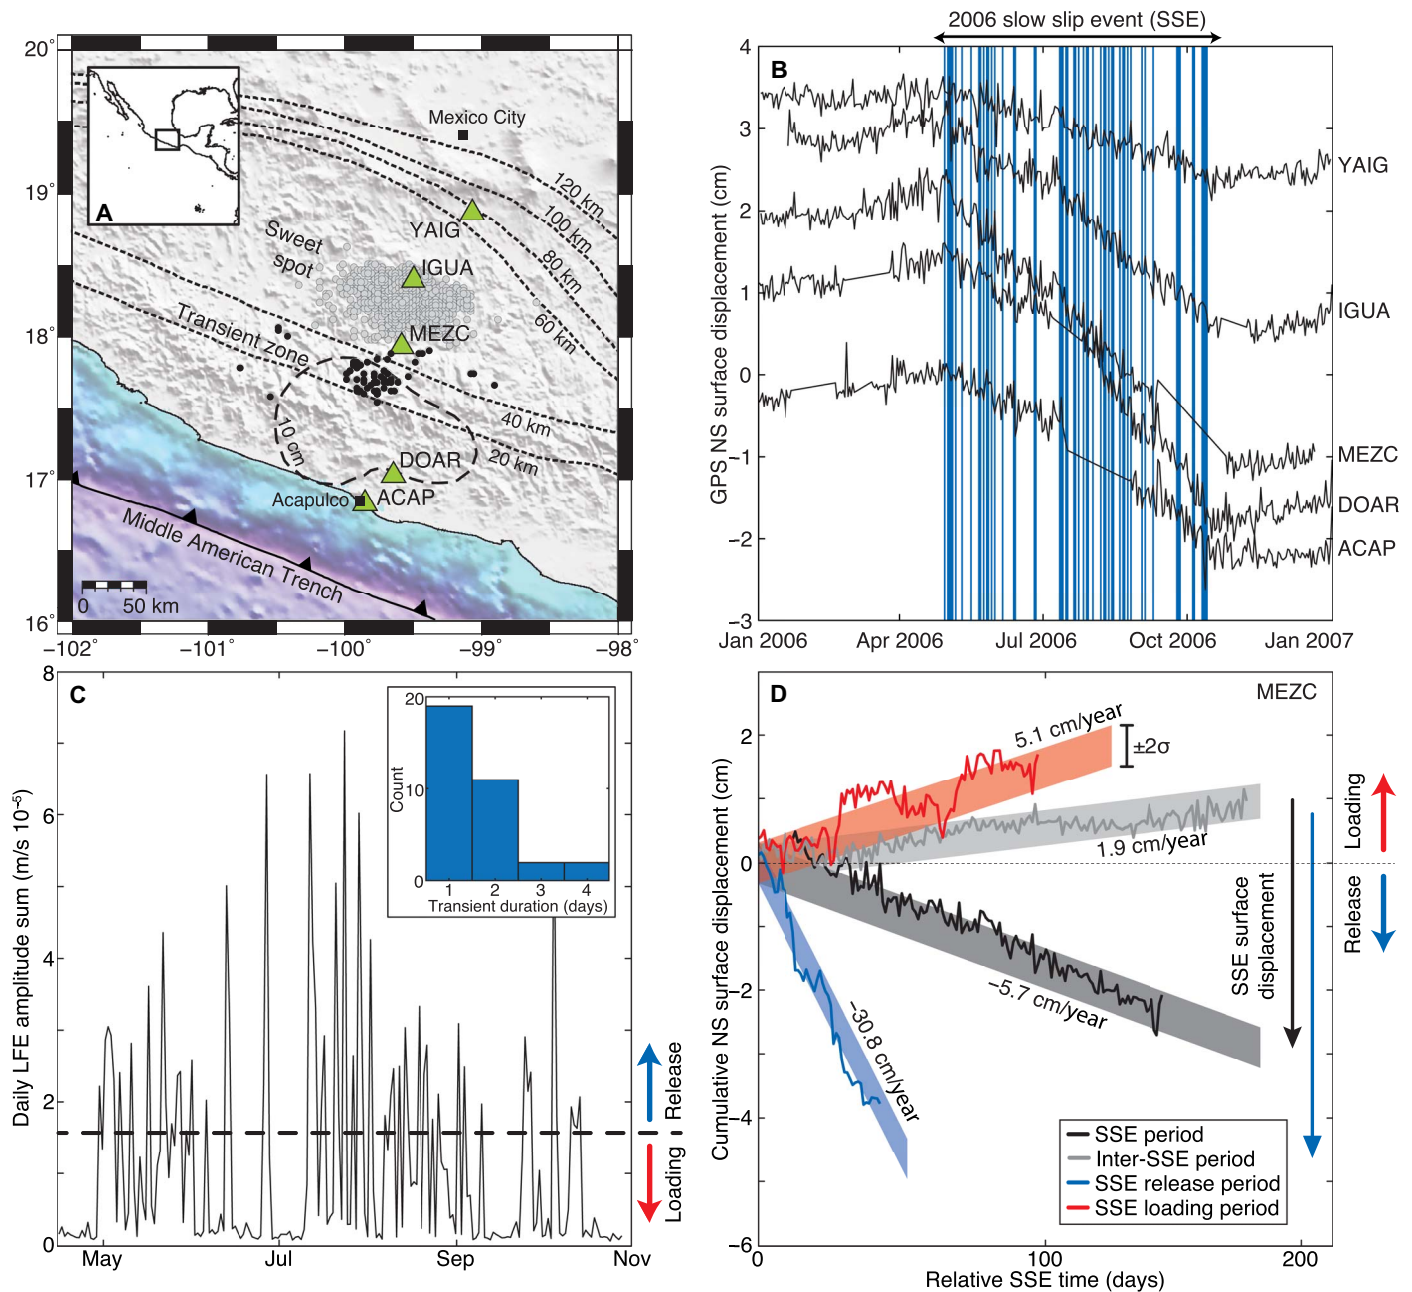 A
20°
19°
18°
17°
16°
−102°
−101°
−100°
−99°
−98°
Mexico City
120 km
100 km
80 km
60 km
40 km
20 km
YAIG
Sweet
spot
IGUA
MEZC
Transient zone
10 cm
DOAR
Acapulco
ACAP
Middle American Trench
0
50 km
2006 slow slip event (SSE)
B
GPS NS surface displacement (cm)
4
3
2
1
0
−1
−2
−3
Jan 2006
Apr 2006
Jul 2006
Oct 2006
Jan 2007
YAIG
IGUA
MEZC
DOAR
ACAP
C
Daily LFE amplitude sum (m/s 10⁻⁵)
8
6
4
2
0
May
Jul
Sep
Nov
Release
Loading
Count
20
10
0
1
2
3
4
Transient duration (days)
D
MEZC
Cumulative NS surface displacement (cm)
2
0
−2
−4
−6
0
100
200
Relative SSE time (days)
5.1 cm/year
±2σ
1.9 cm/year
−5.7 cm/year
−30.8 cm/year
SSE surface
displacement
Loading
Release
SSE period
Inter-SSE period
SSE release period
SSE loading period